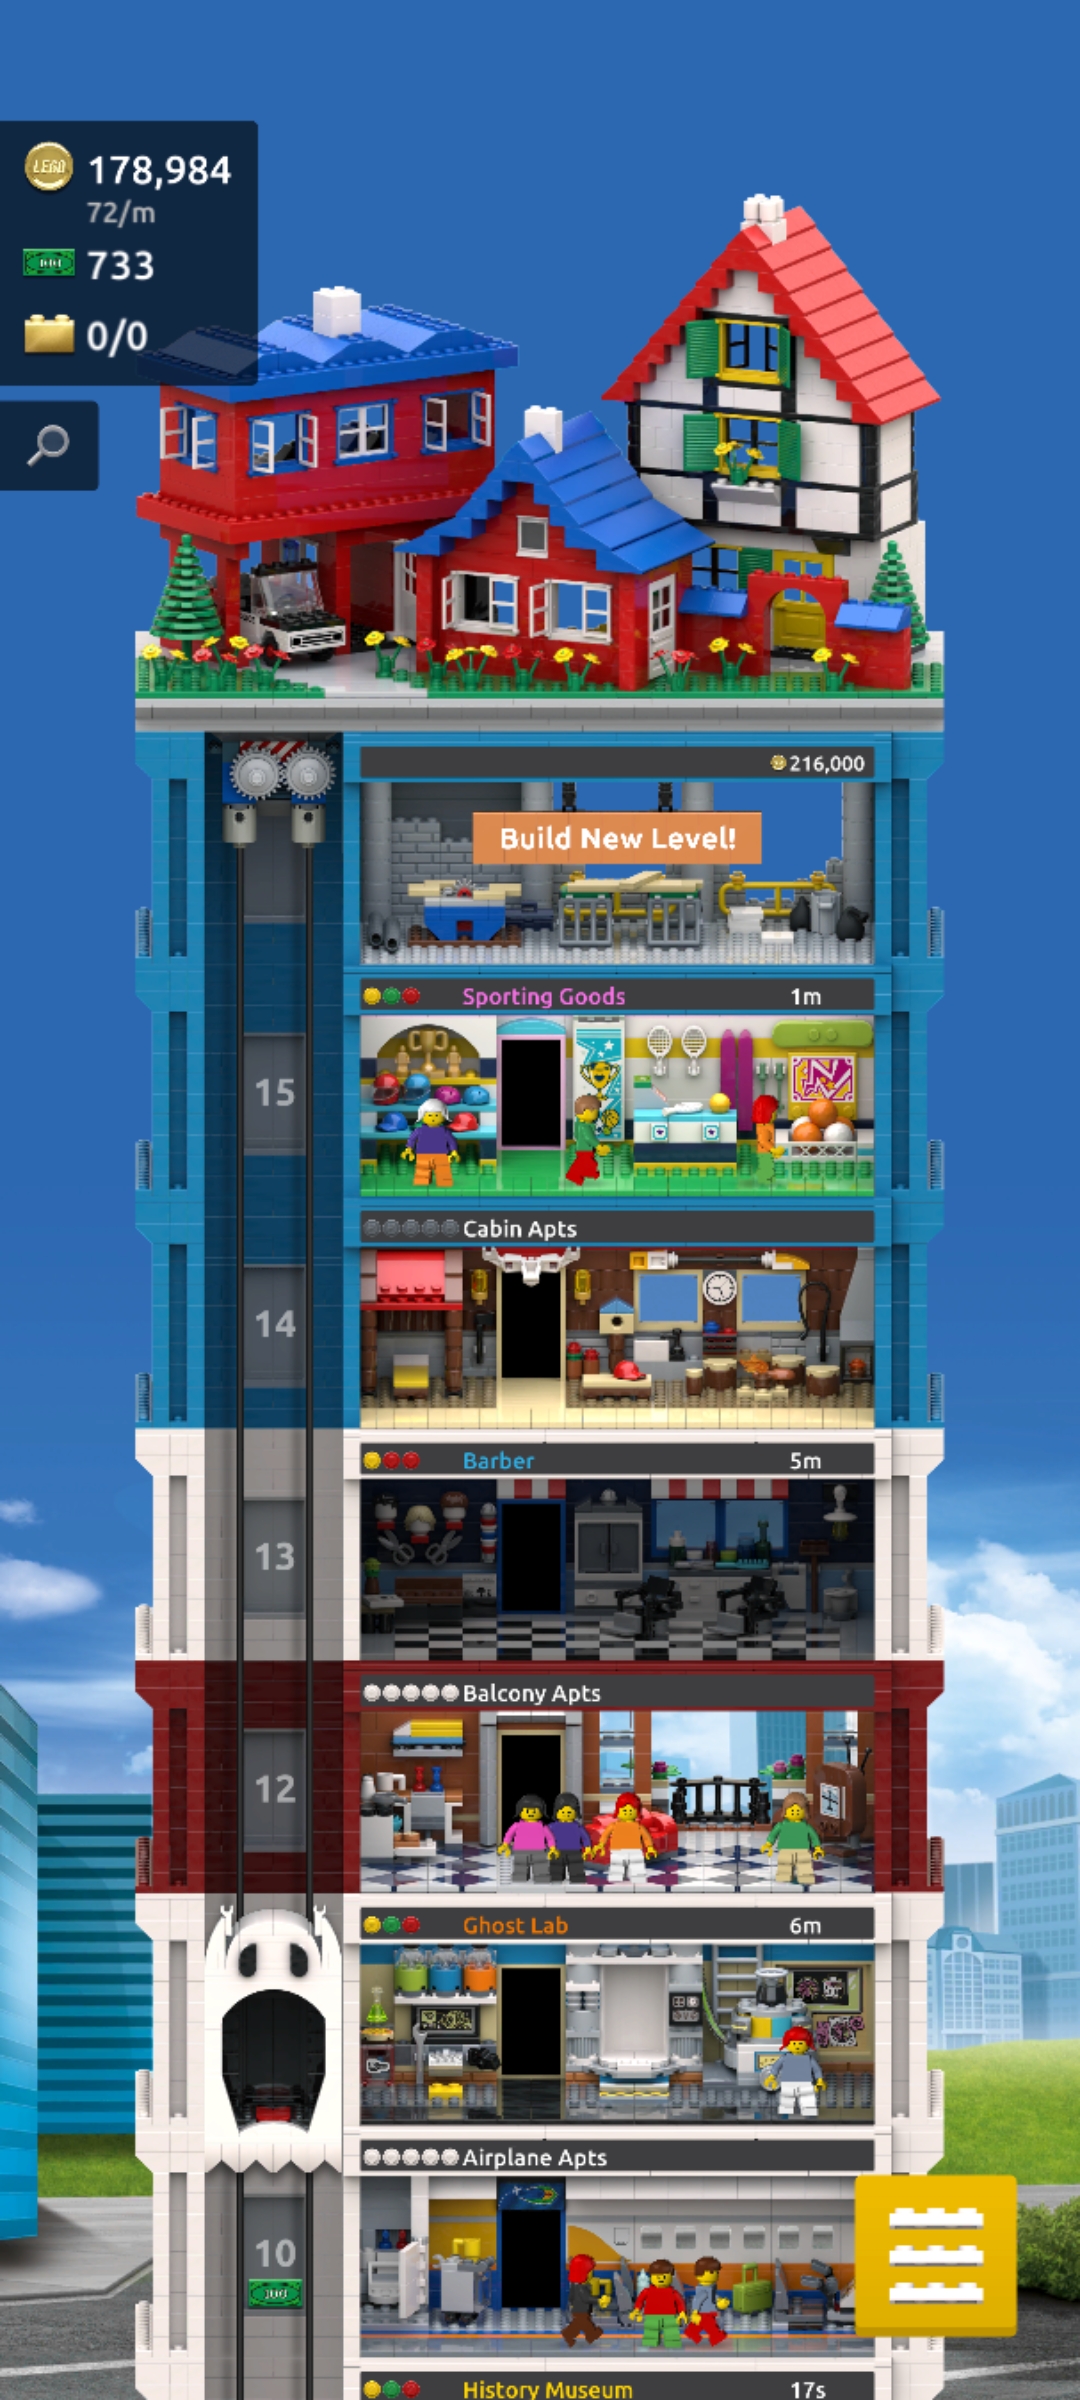 LEGO 178,984
72/m
733
0/0
216,000
Build New Level!
Sporting Goods 1m
15
Cabin Apts
14
Barber 5m
13
Balcony Apts
12
Ghost Lab 6m
Airplane Apts
10
History Museum 17s